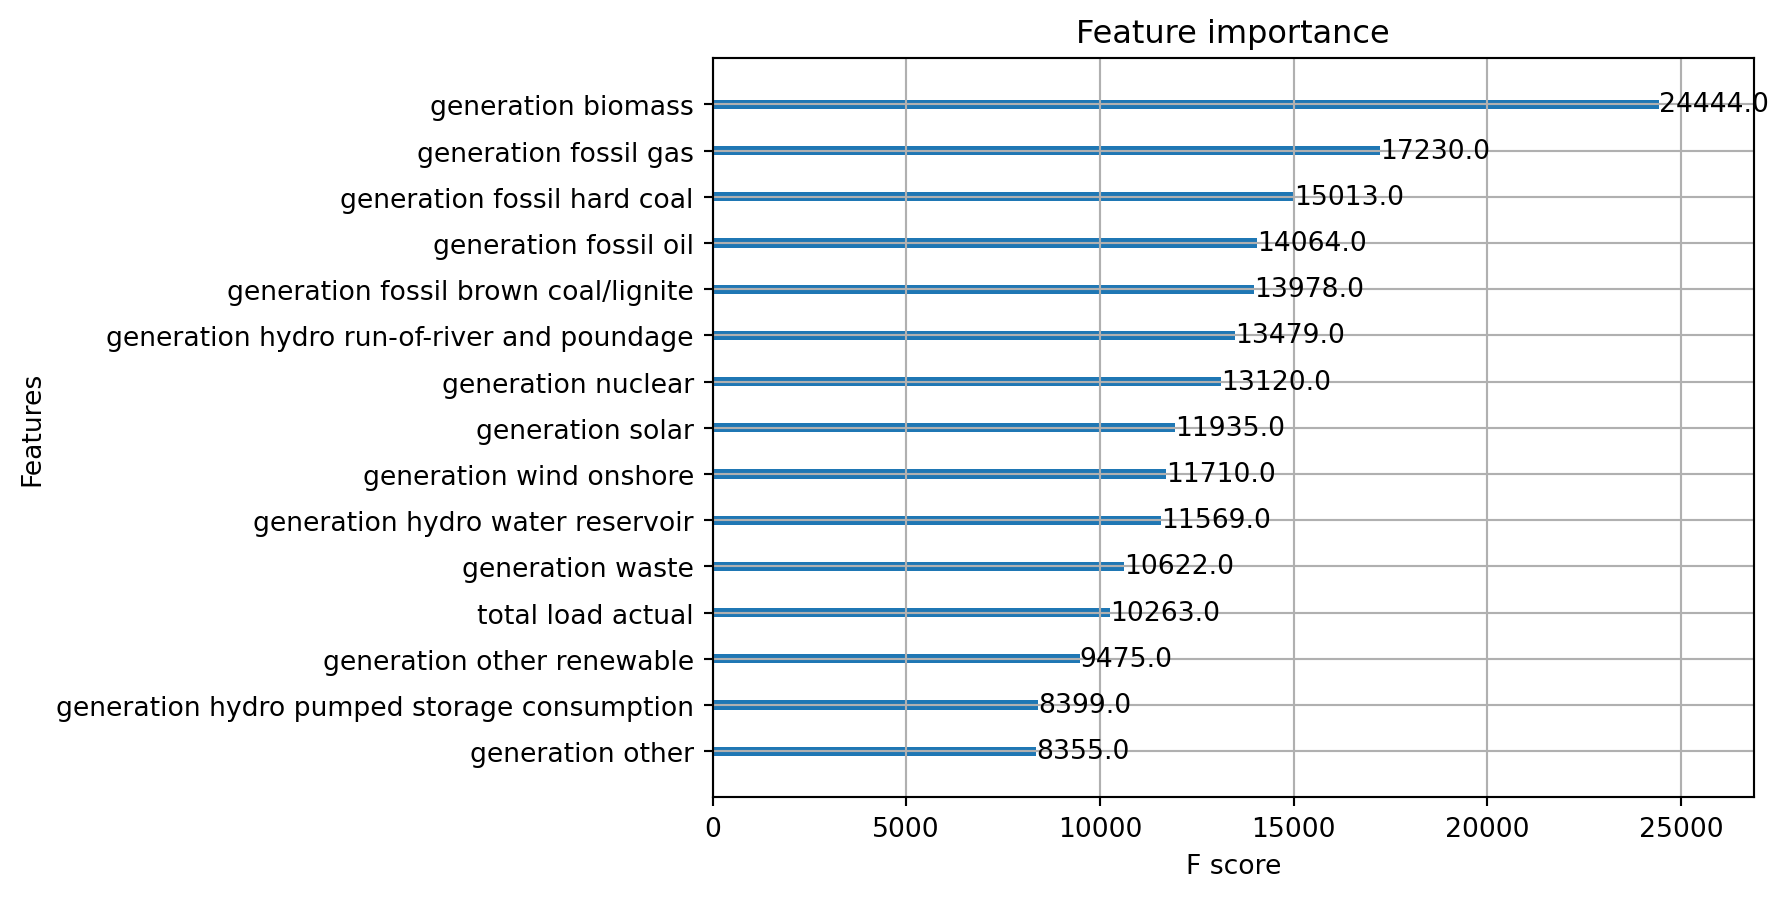 Feature importance
generation biomass 24444.0
generation fossil gas 17230.0
generation fossil hard coal 15013.0
generation fossil oil 14064.0
generation fossil brown coal/lignite 13978.0
generation hydro run-of-river and poundage 13479.0
generation nuclear 13120.0
generation solar 11935.0
generation wind onshore 11710.0
generation hydro water reservoir 11569.0
generation waste 10622.0
total load actual 10263.0
generation other renewable 9475.0
generation hydro pumped storage consumption 8399.0
generation other 8355.0
Features
0 5000 10000 15000 20000 25000
F score